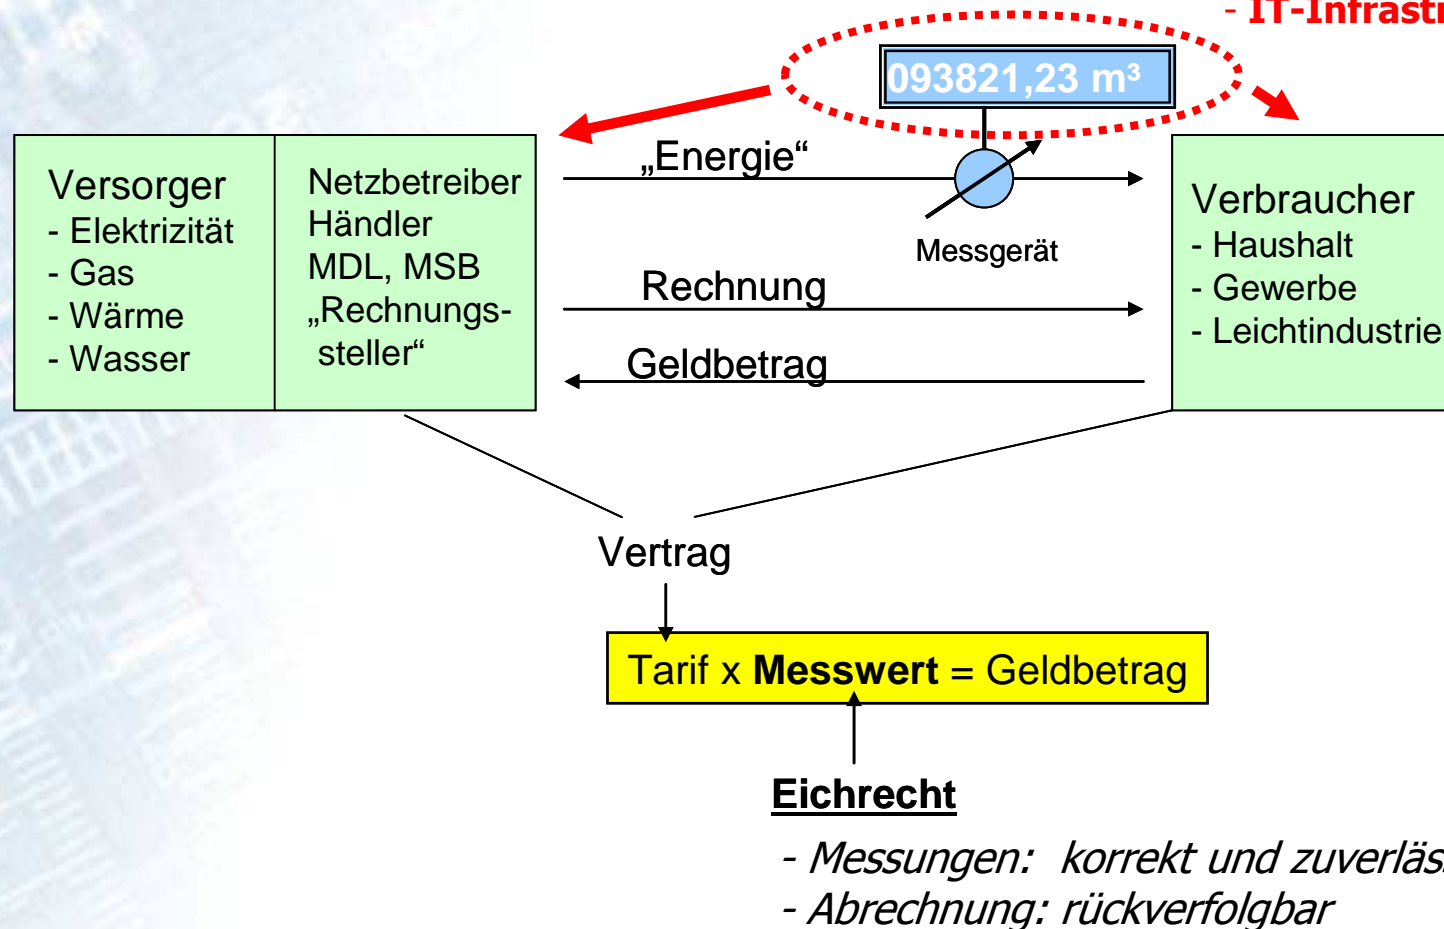 - IT-Infrastr
093821,23 m³
„Energie“
Messgerät
Versorger
- Elektrizität
- Gas
- Wärme
- Wasser
Netzbetreiber
Händler
MDL, MSB
„Rechnungs-
steller“
Rechnung
Geldbetrag
Verbraucher
- Haushalt
- Gewerbe
- Leichtindustrie
Vertrag
Tarif x Messwert = Geldbetrag
Eichrecht
- Messungen: korrekt und zuverläs
- Abrechnung: rückverfolgbar